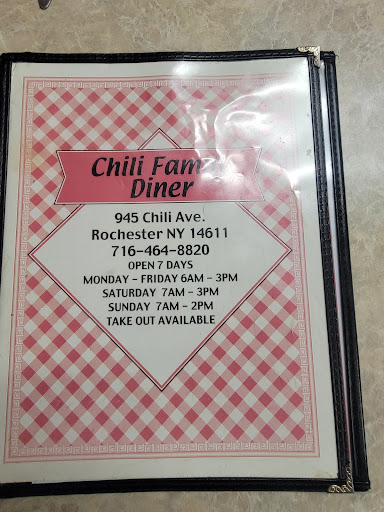 Chili Fam
Diner
945 Chili Ave.
Rochester NY 14611
716-464-8820
OPEN 7 DAYS
MONDAY – FRIDAY 6AM – 3PM
SATURDAY 7AM – 3PM
SUNDAY 7AM – 2PM
TAKE OUT AVAILABLE